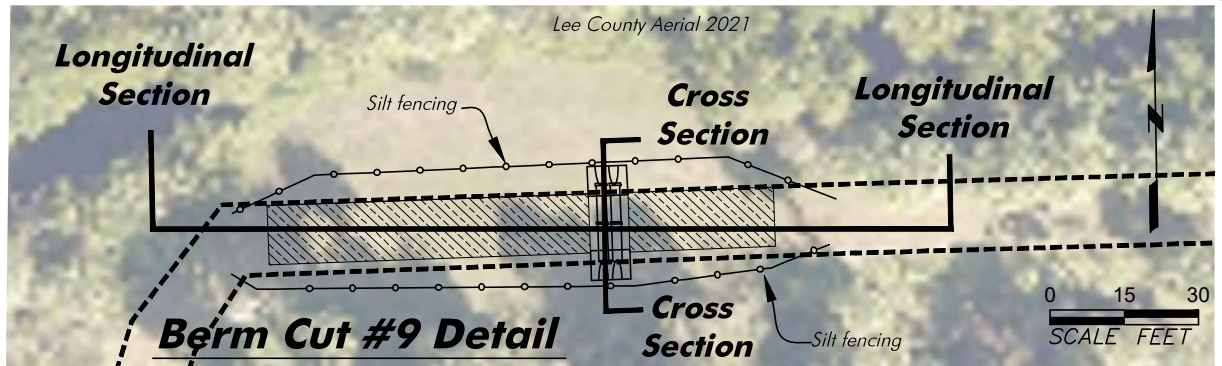 Lee County Aerial 2021
Longitudinal
Section
Silt fencing
Cross
Section
Longitudinal
Section
N
Cross
Section
Silt fencing
Berm Cut #9 Detail
0 15 30
SCALE FEET